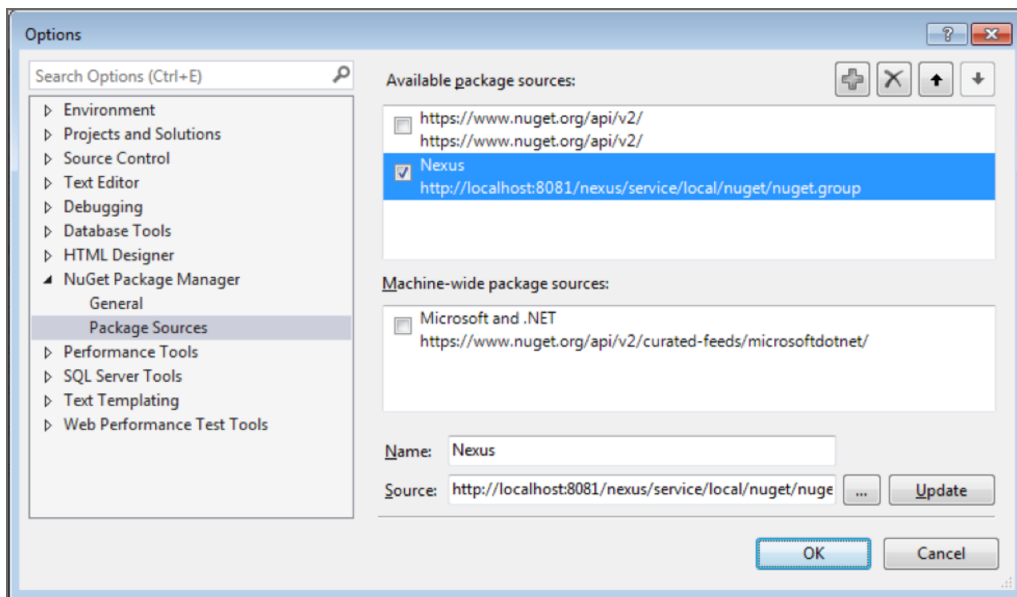 Options
Search Options (Ctrl+E)
Environment
Projects and Solutions
Source Control
Text Editor
Debugging
Database Tools
HTML Designer
NuGet Package Manager
General
Package Sources
Performance Tools
SQL Server Tools
Text Templating
Web Performance Test Tools
Available package sources:
https://www.nuget.org/api/v2/
https://www.nuget.org/api/v2/
Nexus
http://localhost:8081/nexus/service/local/nuget/nuget.group
Machine-wide package sources:
Microsoft and .NET
https://www.nuget.org/api/v2/curated-feeds/microsoftdotnet/
Name: Nexus
Source: http://localhost:8081/nexus/service/local/nuget/nuge ... Update
OK Cancel